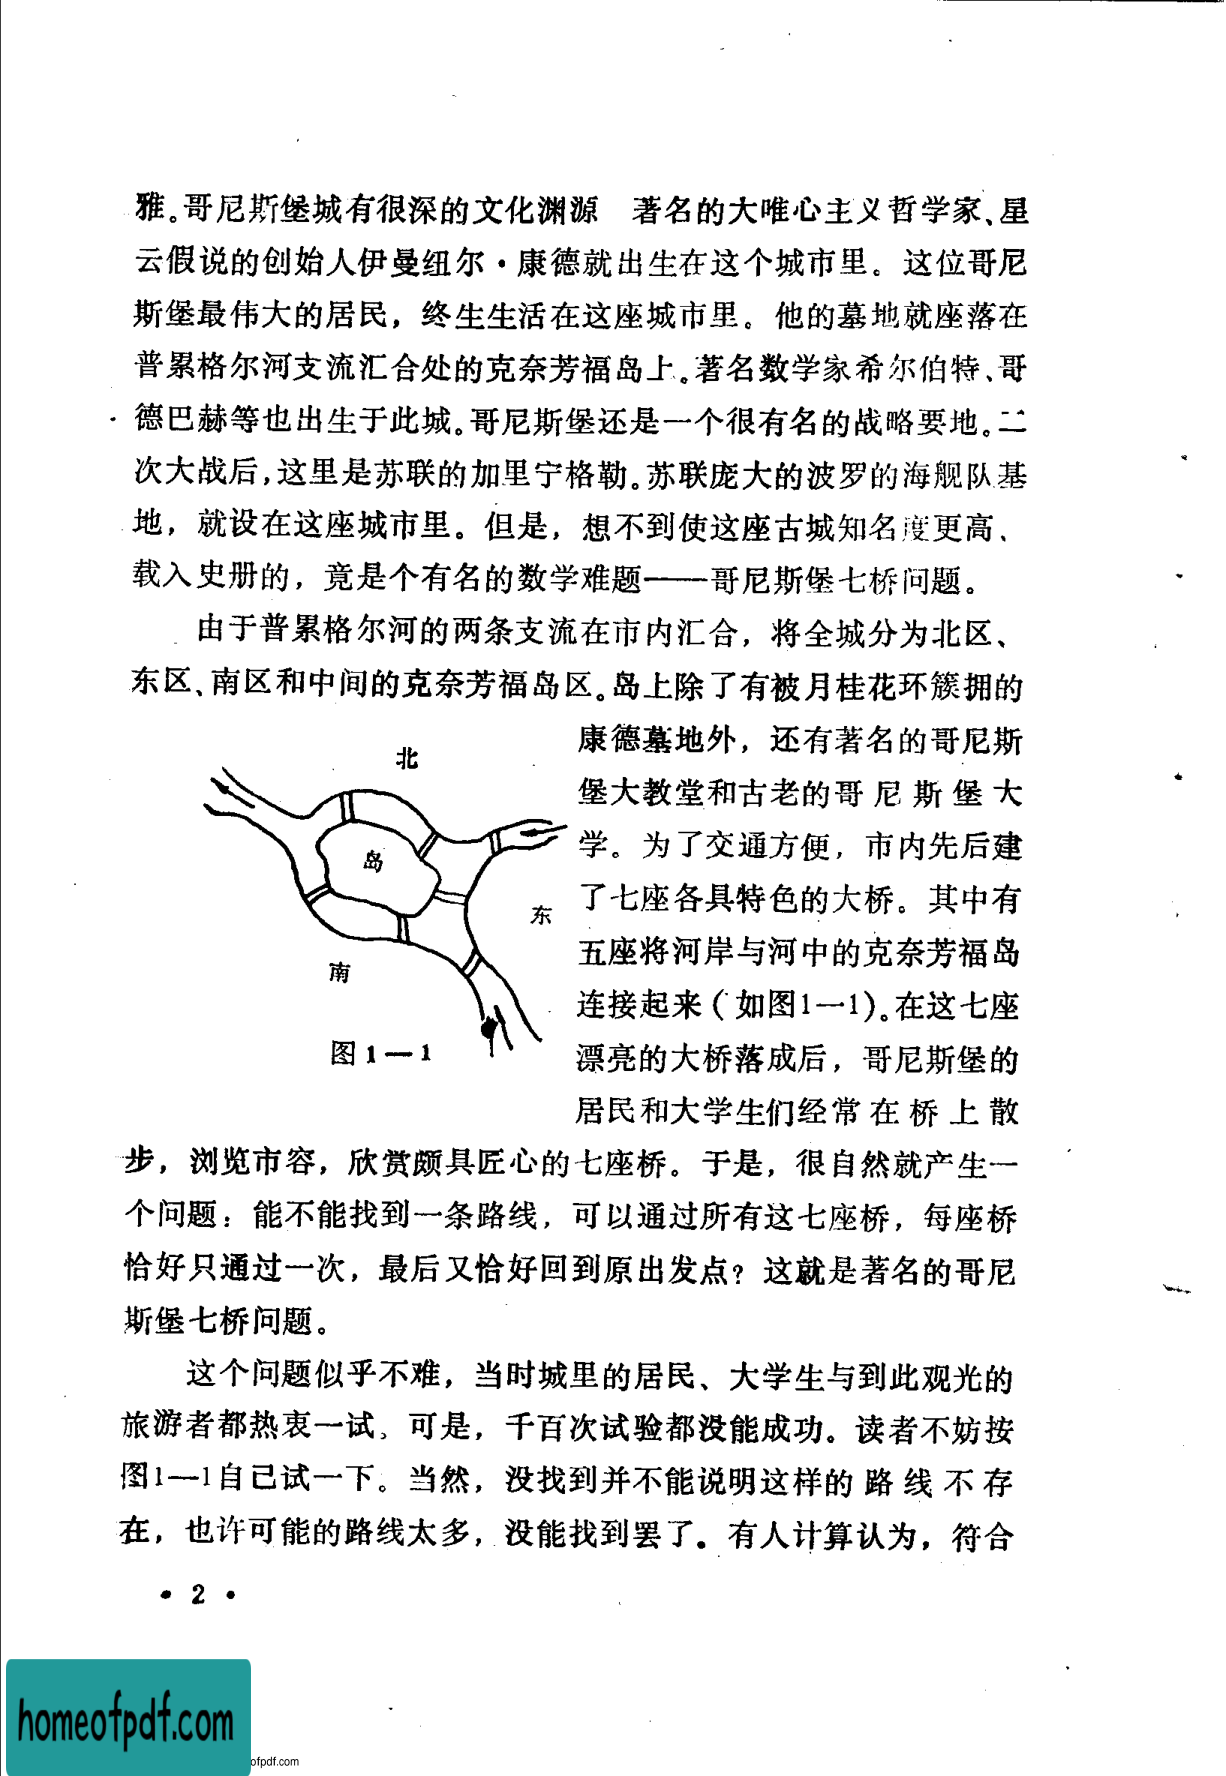 雅。哥尼斯堡城有很深的文化渊源 著名的大唯心主义哲学家、星
云假说的创始人伊曼纽尔·康德就出生在这个城市里。这位哥尼
斯堡最伟大的居民，终生生活在这座城市里。他的墓地就座落在
普累格尔河支流汇合处的克奈芳福岛上。著名数学家希尔伯特、哥
德巴赫等也出生于此城。哥尼斯堡还是一个很有名的战略要地。二
次大战后，这里是苏联的加里宁格勒。苏联庞大的波罗的海舰队基
地，就设在这座城市里。但是，想不到使这座古城知名度更高、
载入史册的，竟是个有名的数学难题——哥尼斯堡七桥问题。
由于普累格尔河的两条支流在市内汇合，将全城分为北区、
东区、南区和中间的克奈芳福岛区。岛上除了有被月桂花环簇拥的
康德墓地外，还有著名的哥尼斯
堡大教堂和古老的哥尼斯堡大
学。为了交通方便，市内先后建
了七座各具特色的大桥。其中有
五座将河岸与河中的克奈芳福岛
连接起来（如图1—1）。在这七座
漂亮的大桥落成后，哥尼斯堡的
居民和大学生们经常在桥上散
北
岛
东
南
图1—1
步，浏览市容，欣赏颇具匠心的七座桥。于是，很自然就产生一
个问题：能不能找到一条路线，可以通过所有这七座桥，每座桥
恰好只通过一次，最后又恰好回到原出发点？这就是著名的哥尼
斯堡七桥问题。
这个问题似乎不难，当时城里的居民、大学生与到此观光的
旅游者都热衷一试。可是，千百次试验都没能成功。读者不妨按
图1—1自己试一下。当然，没找到并不能说明这样的路线不存
在，也许可能的路线太多，没能找到罢了。有人计算认为，符合
• 2 •
homeofpdf.com
ofpdf.com